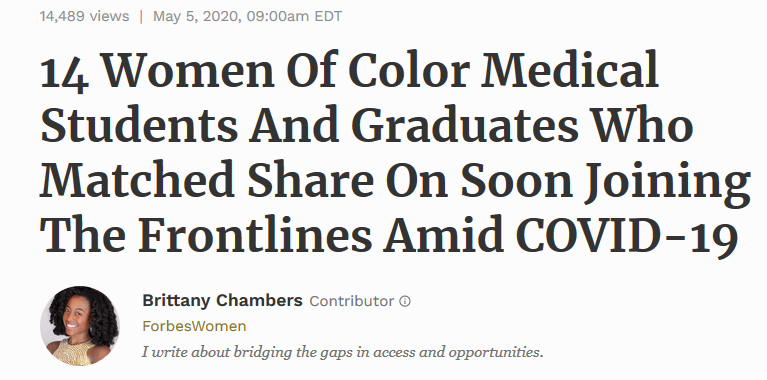 14,489 views | May 5, 2020, 09:00am EDT
14 Women Of Color Medical
Students And Graduates Who
Matched Share On Soon Joining
The Frontlines Amid COVID-19
Brittany Chambers Contributor
ForbesWomen
I write about bridging the gaps in access and opportunities.